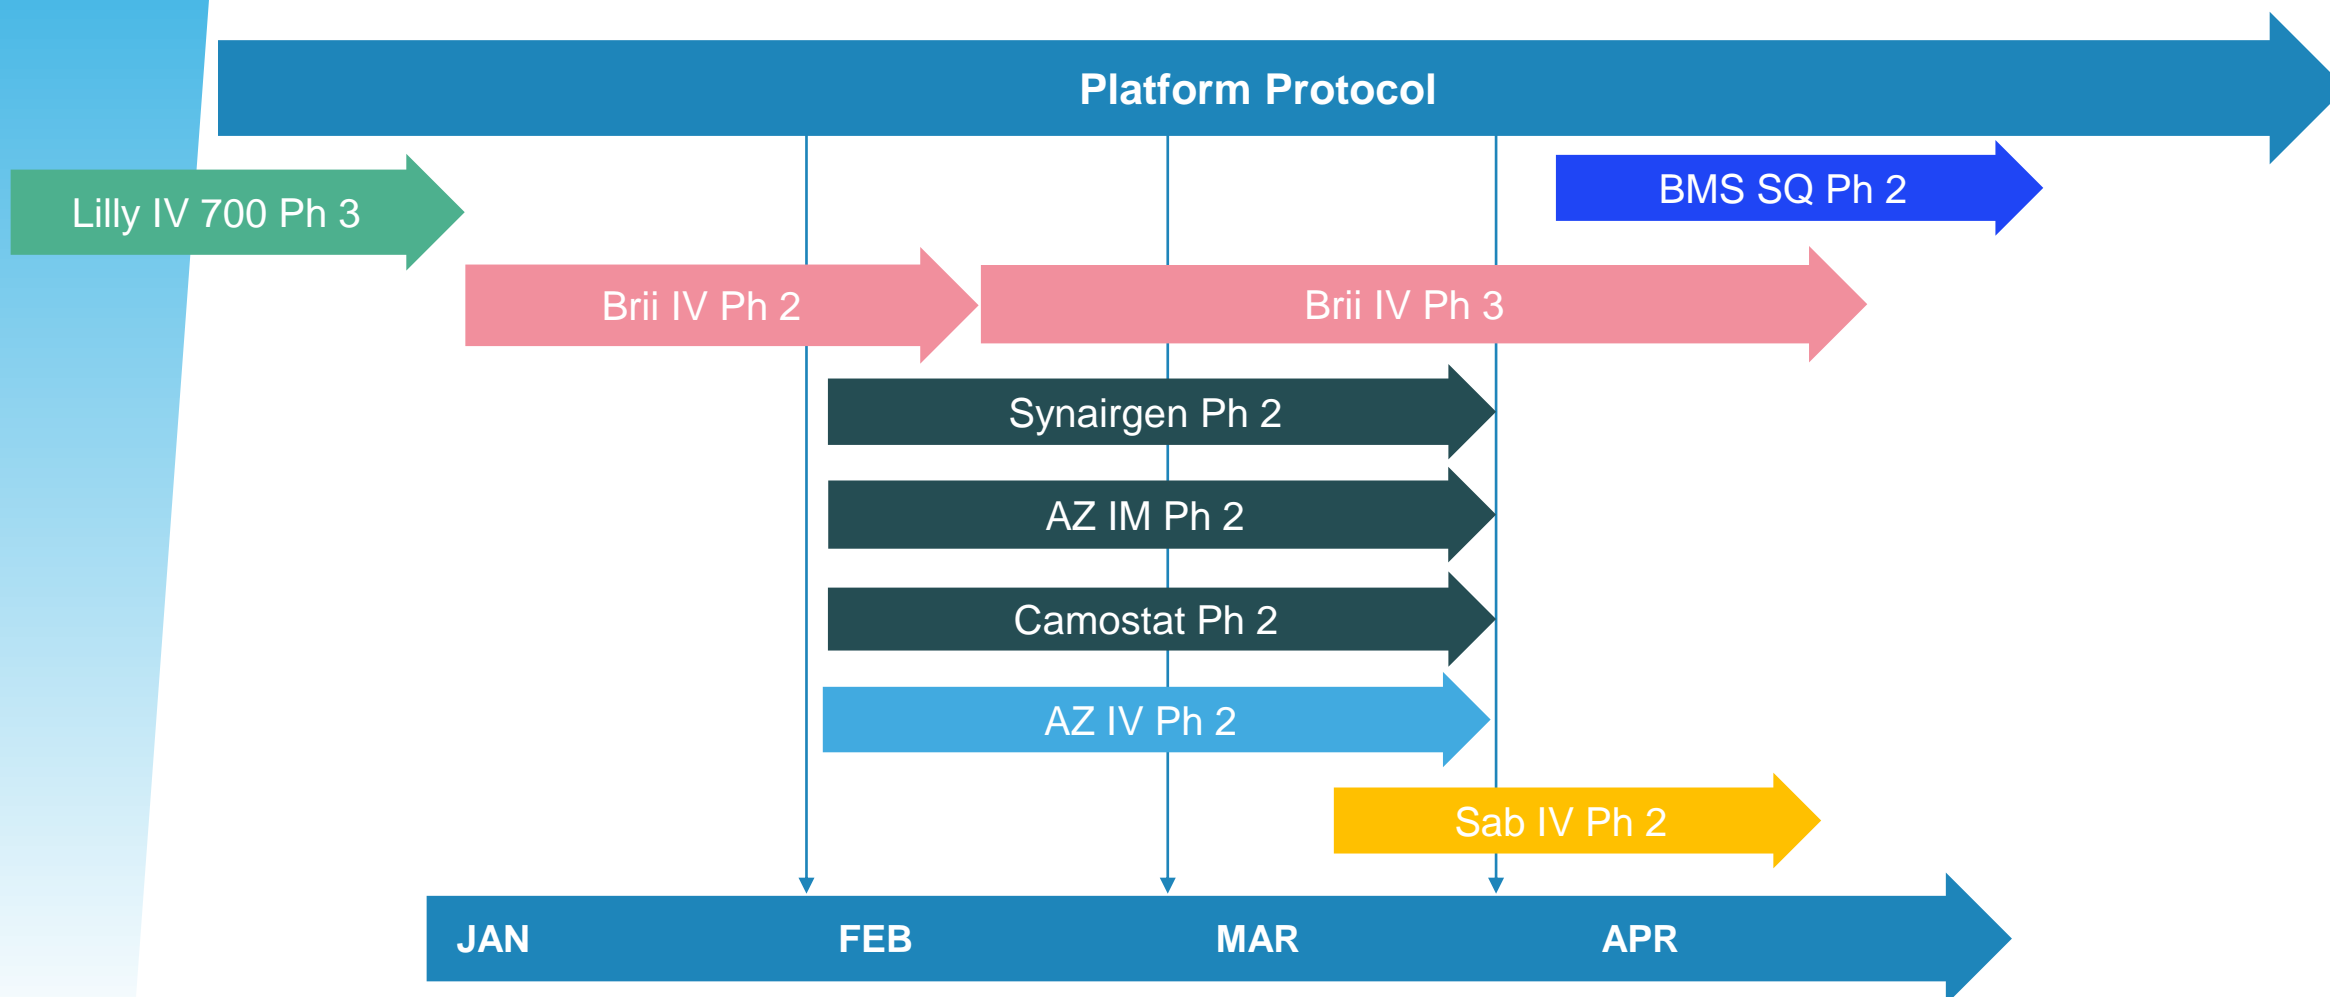 Platform Protocol
Lilly IV 700 Ph 3
BMS SQ Ph 2
Brii IV Ph 2
Brii IV Ph 3
Synairgen Ph 2
AZ IM Ph 2
Camostat Ph 2
AZ IV Ph 2
Sab IV Ph 2
JAN FEB MAR APR